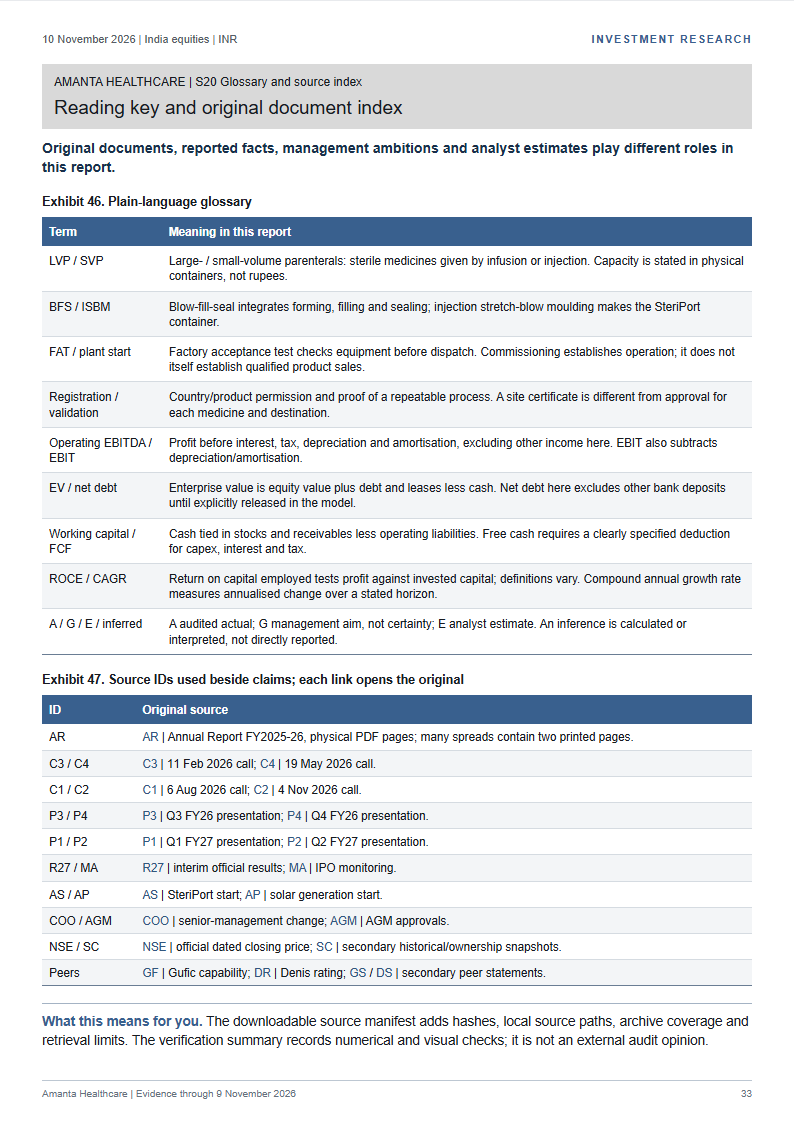 10 November 2026 | India equities | INR
INVESTMENT RESEARCH
AMANTA HEALTHCARE | S20 Glossary and source index
Reading key and original document index
Original documents, reported facts, management ambitions and analyst estimates play different roles in
this report.
Exhibit 46. Plain-language glossary
Term Meaning in this report
LVP / SVP Large- / small-volume parenterals: sterile medicines given by infusion or injection. Capacity is stated in physical
containers, not rupees.
BFS / ISBM Blow-fill-seal integrates forming, filling and sealing; injection stretch-blow moulding makes the SteriPort
container.
FAT / plant start Factory acceptance test checks equipment before dispatch. Commissioning establishes operation; it does not
itself establish qualified product sales.
Registration / Country/product permission and proof of a repeatable process. A site certificate is different from approval for
validation each medicine and destination.
Operating EBITDA / Profit before interest, tax, depreciation and amortisation, excluding other income here. EBIT also subtracts
EBIT depreciation/amortisation.
EV / net debt Enterprise value is equity value plus debt and leases less cash. Net debt here excludes other bank deposits
until explicitly released in the model.
Working capital / Cash tied in stocks and receivables less operating liabilities. Free cash requires a clearly specified deduction
FCF for capex, interest and tax.
ROCE / CAGR Return on capital employed tests profit against invested capital; definitions vary. Compound annual growth rate
measures annualised change over a stated horizon.
A / G / E / inferred A audited actual; G management aim, not certainty; E analyst estimate. An inference is calculated or
interpreted, not directly reported.
Exhibit 47. Source IDs used beside claims; each link opens the original
ID Original source
AR AR | Annual Report FY2025-26, physical PDF pages; many spreads contain two printed pages.
C3 / C4 C3 | 11 Feb 2026 call; C4 | 19 May 2026 call.
C1 / C2 C1 | 6 Aug 2026 call; C2 | 4 Nov 2026 call.
P3 / P4 P3 | Q3 FY26 presentation; P4 | Q4 FY26 presentation.
P1 / P2 P1 | Q1 FY27 presentation; P2 | Q2 FY27 presentation.
R27 / MA R27 | interim official results; MA | IPO monitoring.
AS / AP AS | SteriPort start; AP | solar generation start.
COO / AGM COO | senior-management change; AGM | AGM approvals.
NSE / SC NSE | official dated closing price; SC | secondary historical/ownership snapshots.
Peers GF | Gufic capability; DR | Denis rating; GS / DS | secondary peer statements.
What this means for you. The downloadable source manifest adds hashes, local source paths, archive coverage and
retrieval limits. The verification summary records numerical and visual checks; it is not an external audit opinion.
Amanta Healthcare | Evidence through 9 November 2026
33